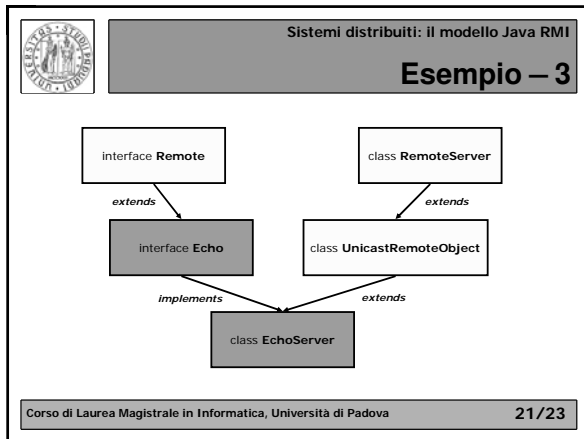 Sistemi distribuiti: il modello Java RMI
Esempio – 3
interface Remote
class RemoteServer
extends
extends
interface Echo
class UnicastRemoteObject
implements
extends
class EchoServer
Corso di Laurea Magistrale in Informatica, Università di Padova
21/23